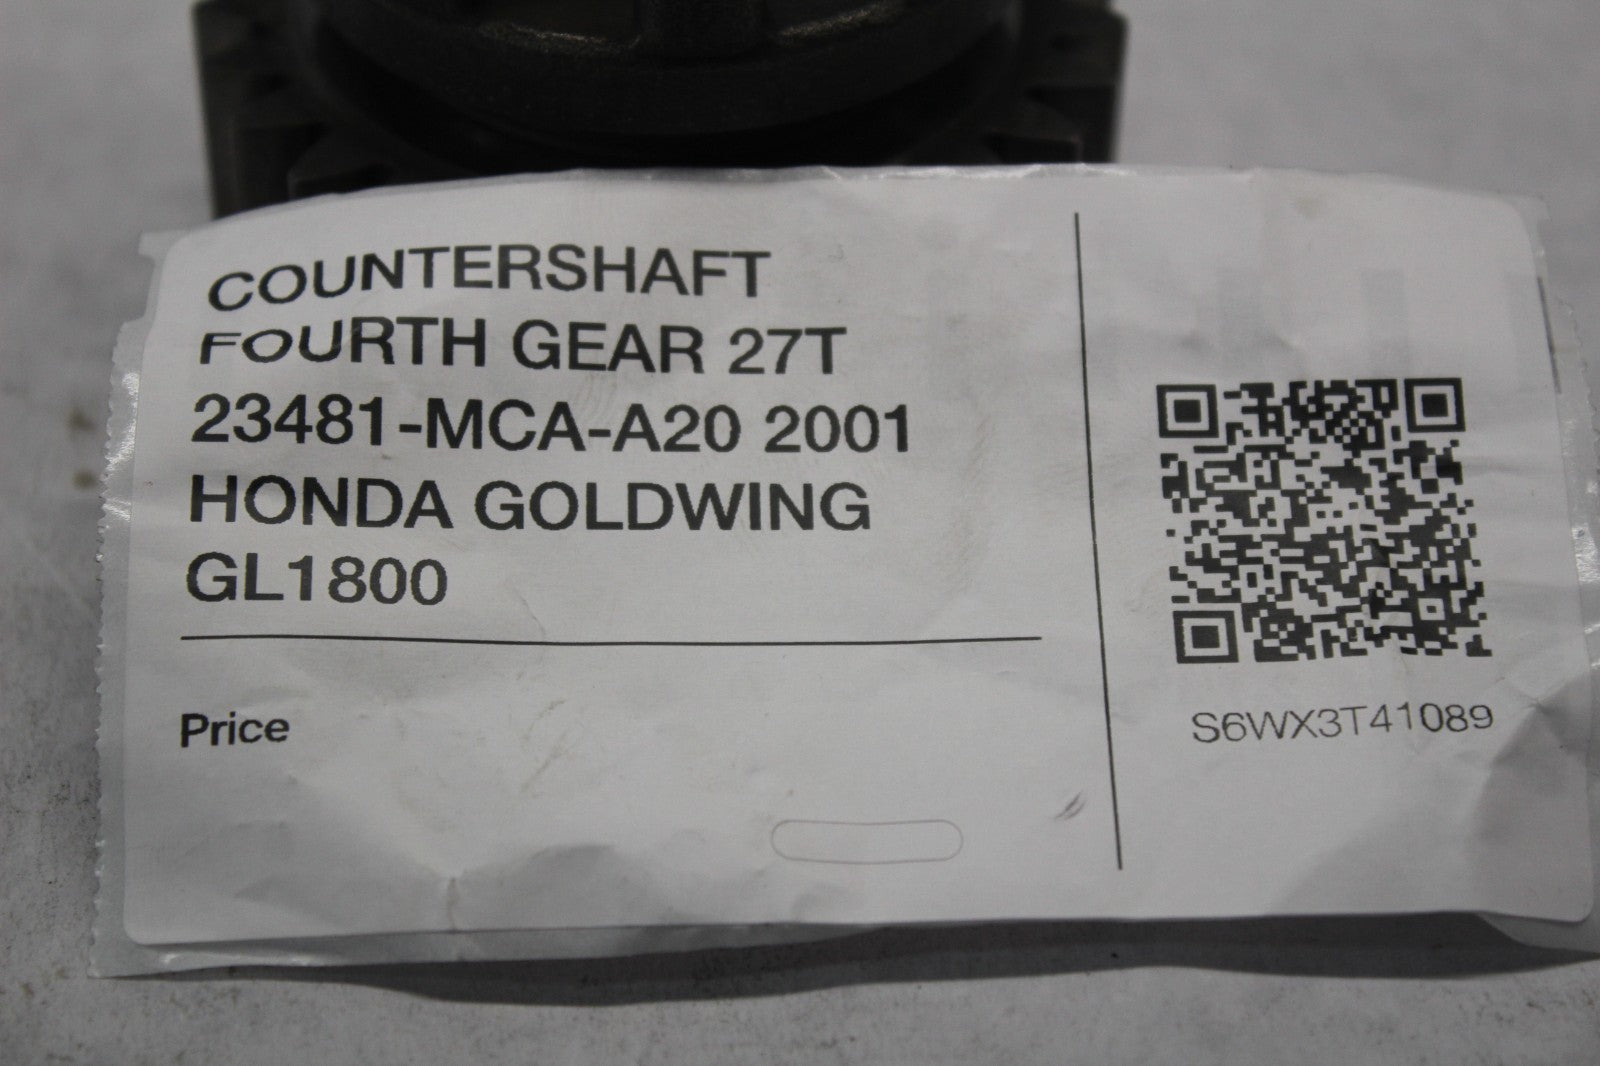 COUNTERSHAFT
FOURTH GEAR 27T
23481-MCA-A20 2001
HONDA GOLDWING
GL1800
Price
S6WX3T41089